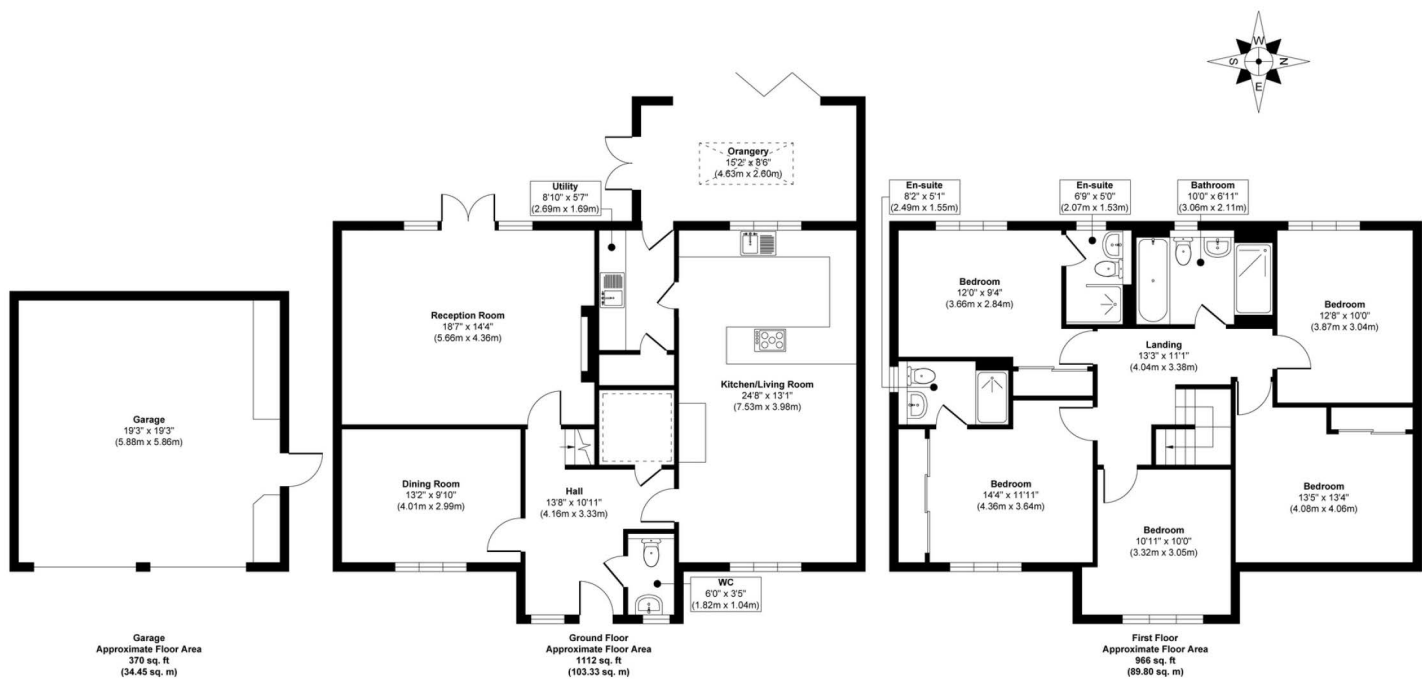 W
S
N
E
Orangery
15'2" x 8'6"
(4.63m x 2.60m)
Utility
8'10" x 5'7"
(2.69m x 1.69m)
Reception Room
18'7" x 14'4"
(5.66m x 4.36m)
Kitchen/Living Room
24'8" x 13'1"
(7.53m x 3.98m)
Garage
19'3" x 19'3"
(5.88m x 5.86m)
Dining Room
13'2" x 9'10"
(4.01m x 2.99m)
Hall
13'8" x 10'11"
(4.16m x 3.33m)
WC
6'0" x 3'5"
(1.82m x 1.04m)
En-suite
8'2" x 5'1"
(2.49m x 1.55m)
En-suite
6'9" x 5'0"
(2.07m x 1.53m)
Bathroom
10'0" x 6'11"
(3.06m x 2.11m)
Bedroom
12'0" x 9'4"
(3.66m x 2.84m)
Bedroom
12'8" x 10'0"
(3.87m x 3.04m)
Landing
13'3" x 11'1"
(4.04m x 3.38m)
Bedroom
14'4" x 11'11"
(4.36m x 3.64m)
Bedroom
13'5" x 13'4"
(4.08m x 4.06m)
Bedroom
10'11" x 10'0"
(3.32m x 3.05m)
Garage
Approximate Floor Area
370 sq. ft
(34.45 sq. m)
Ground Floor
Approximate Floor Area
1112 sq. ft
(103.33 sq. m)
First Floor
Approximate Floor Area
966 sq. ft
(89.80 sq. m)